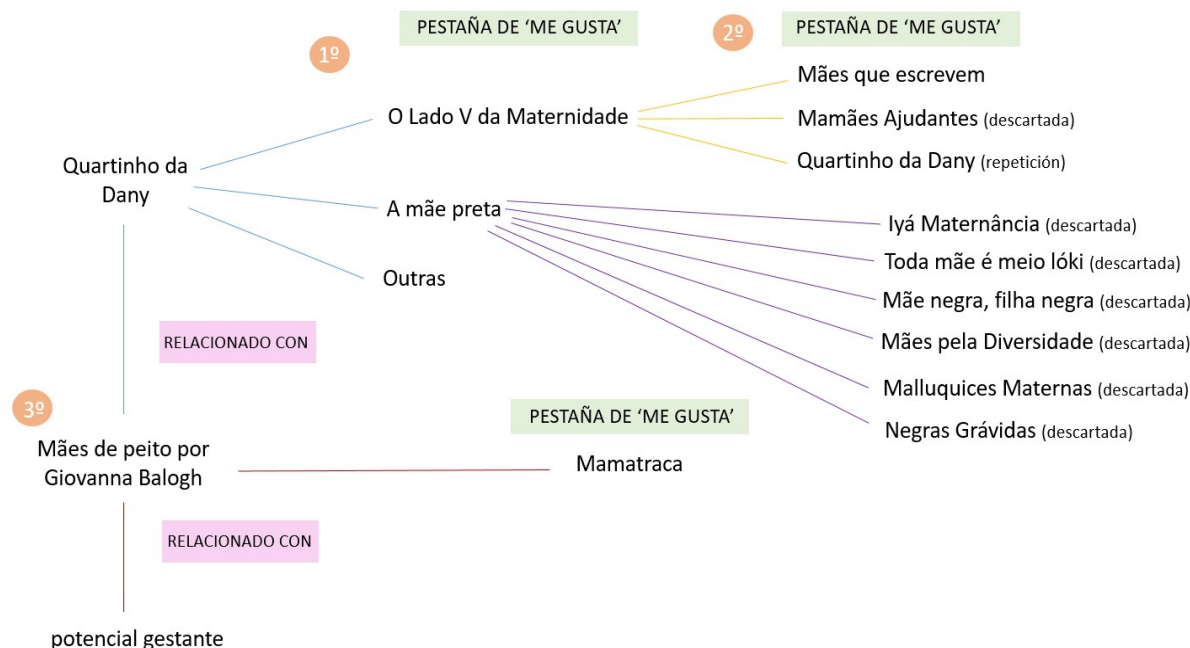 PESTAÑA DE 'ME GUSTA'
1º
2º
PESTAÑA DE 'ME GUSTA'
Mães que escrevem
O Lado V da Maternidade
Mamães Ajudantes (descartada)
Quartinho da Dany (repetición)
Quartinho da
Dany
A mãe preta
Iyá Maternância (descartada)
Toda mãe é meio lóki (descartada)
Outras
Mãe negra, filha negra (descartada)
Mães pela Diversidade (descartada)
RELACIONADO CON
Malluquices Maternas (descartada)
Negras Grávidas (descartada)
3º
PESTAÑA DE 'ME GUSTA'
Mães de peito por
Giovanna Balogh
Mamatraca
RELACIONADO CON
potencial gestante